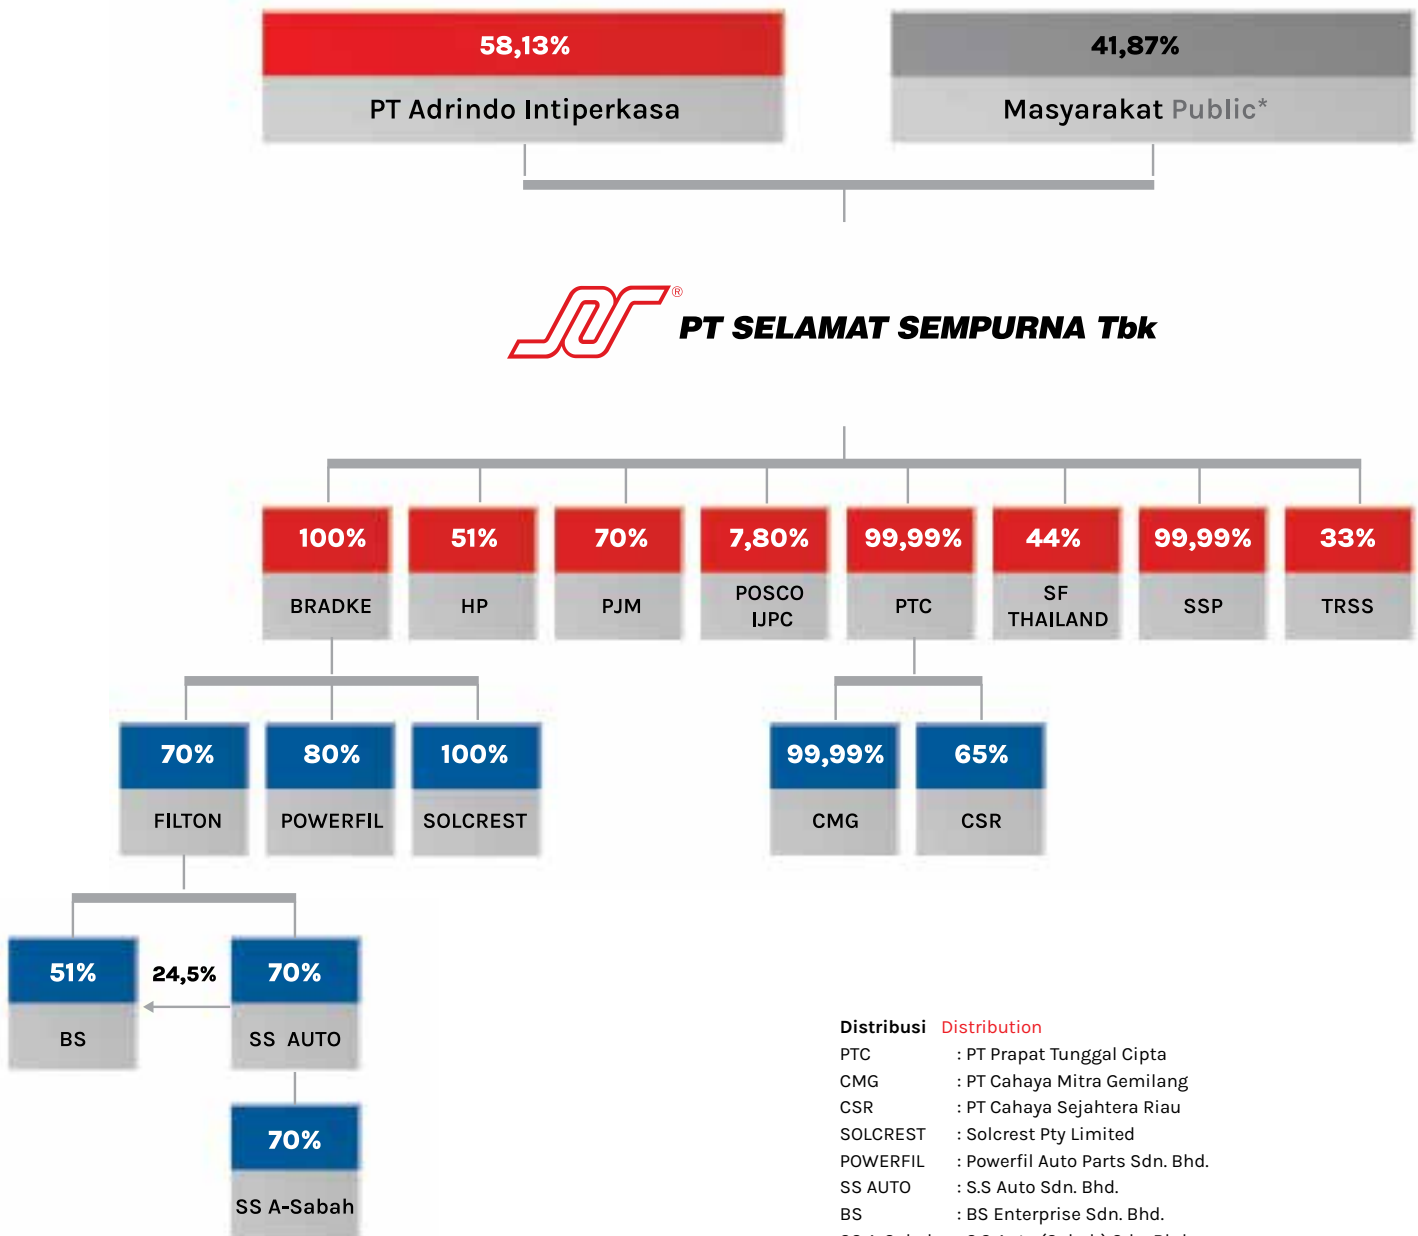 58,13%
41,87%
PT Adrindo Intiperkasa
Masyarakat Public*
®
PT SELAMAT SEMPURNA Tbk
100%
51%
70%
7,80%
99,99%
44%
99,99%
33%
BRADKE
HP
PJM
POSCO
IJPC
PTC
SF
THAILAND
SSP
TRSS
70%
80%
100%
99,99%
65%
FILTON
POWERFIL
SOLCREST
CMG
CSR
51%
24,5%
70%
BS
SS AUTO
70%
SS A-Sabah
Distribusi Distribution
PTC : PT Prapat Tunggal Cipta
CMG : PT Cahaya Mitra Gemilang
CSR : PT Cahaya Sejahtera Riau
SOLCREST : Solcrest Pty Limited
POWERFIL : Powerfil Auto Parts Sdn. Bhd.
SS AUTO : S.S Auto Sdn. Bhd.
BS : BS Enterprise Sdn. Bhd.